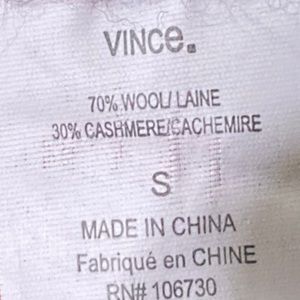 VINCe.
70% WOOL/ LAINE
30% CASHMERE/CACHEMIRE
S
MADE IN CHINA
Fabriqué en CHINE
RN# 106730